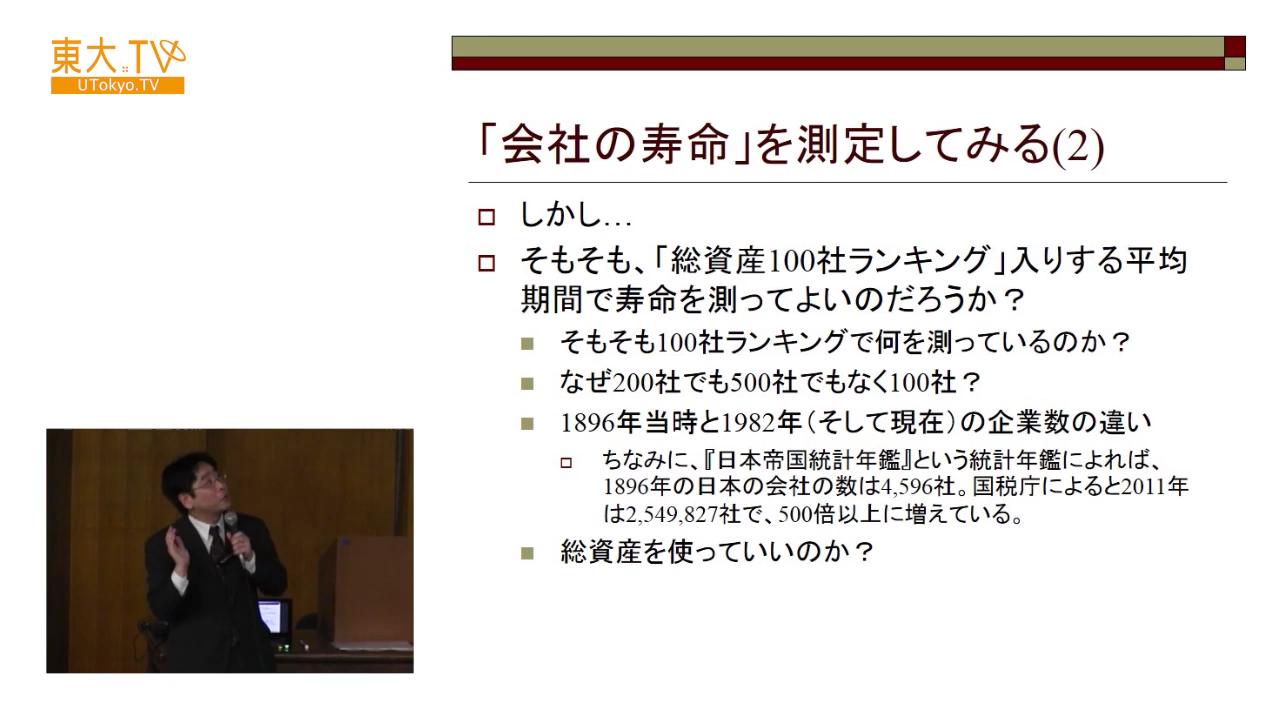 東大.TV
UTokyo.TV
「会社の寿命」を測定してみる(2)
しかし…
そもそも、「総資産100社ランキング」入りする平均
期間で寿命を測ってよいのだろうか？
そもそも100社ランキングで何を測っているのか？
なぜ200社でも500社でもなく100社？
1896年当時と1982年（そして現在）の企業数の違い
ちなみに、『日本帝国統計年鑑』という統計年鑑によれば、
1896年の日本の会社の数は4,596社。国税庁によると2011年
は2,549,827社で、500倍以上に増えている。
総資産を使っていいのか？